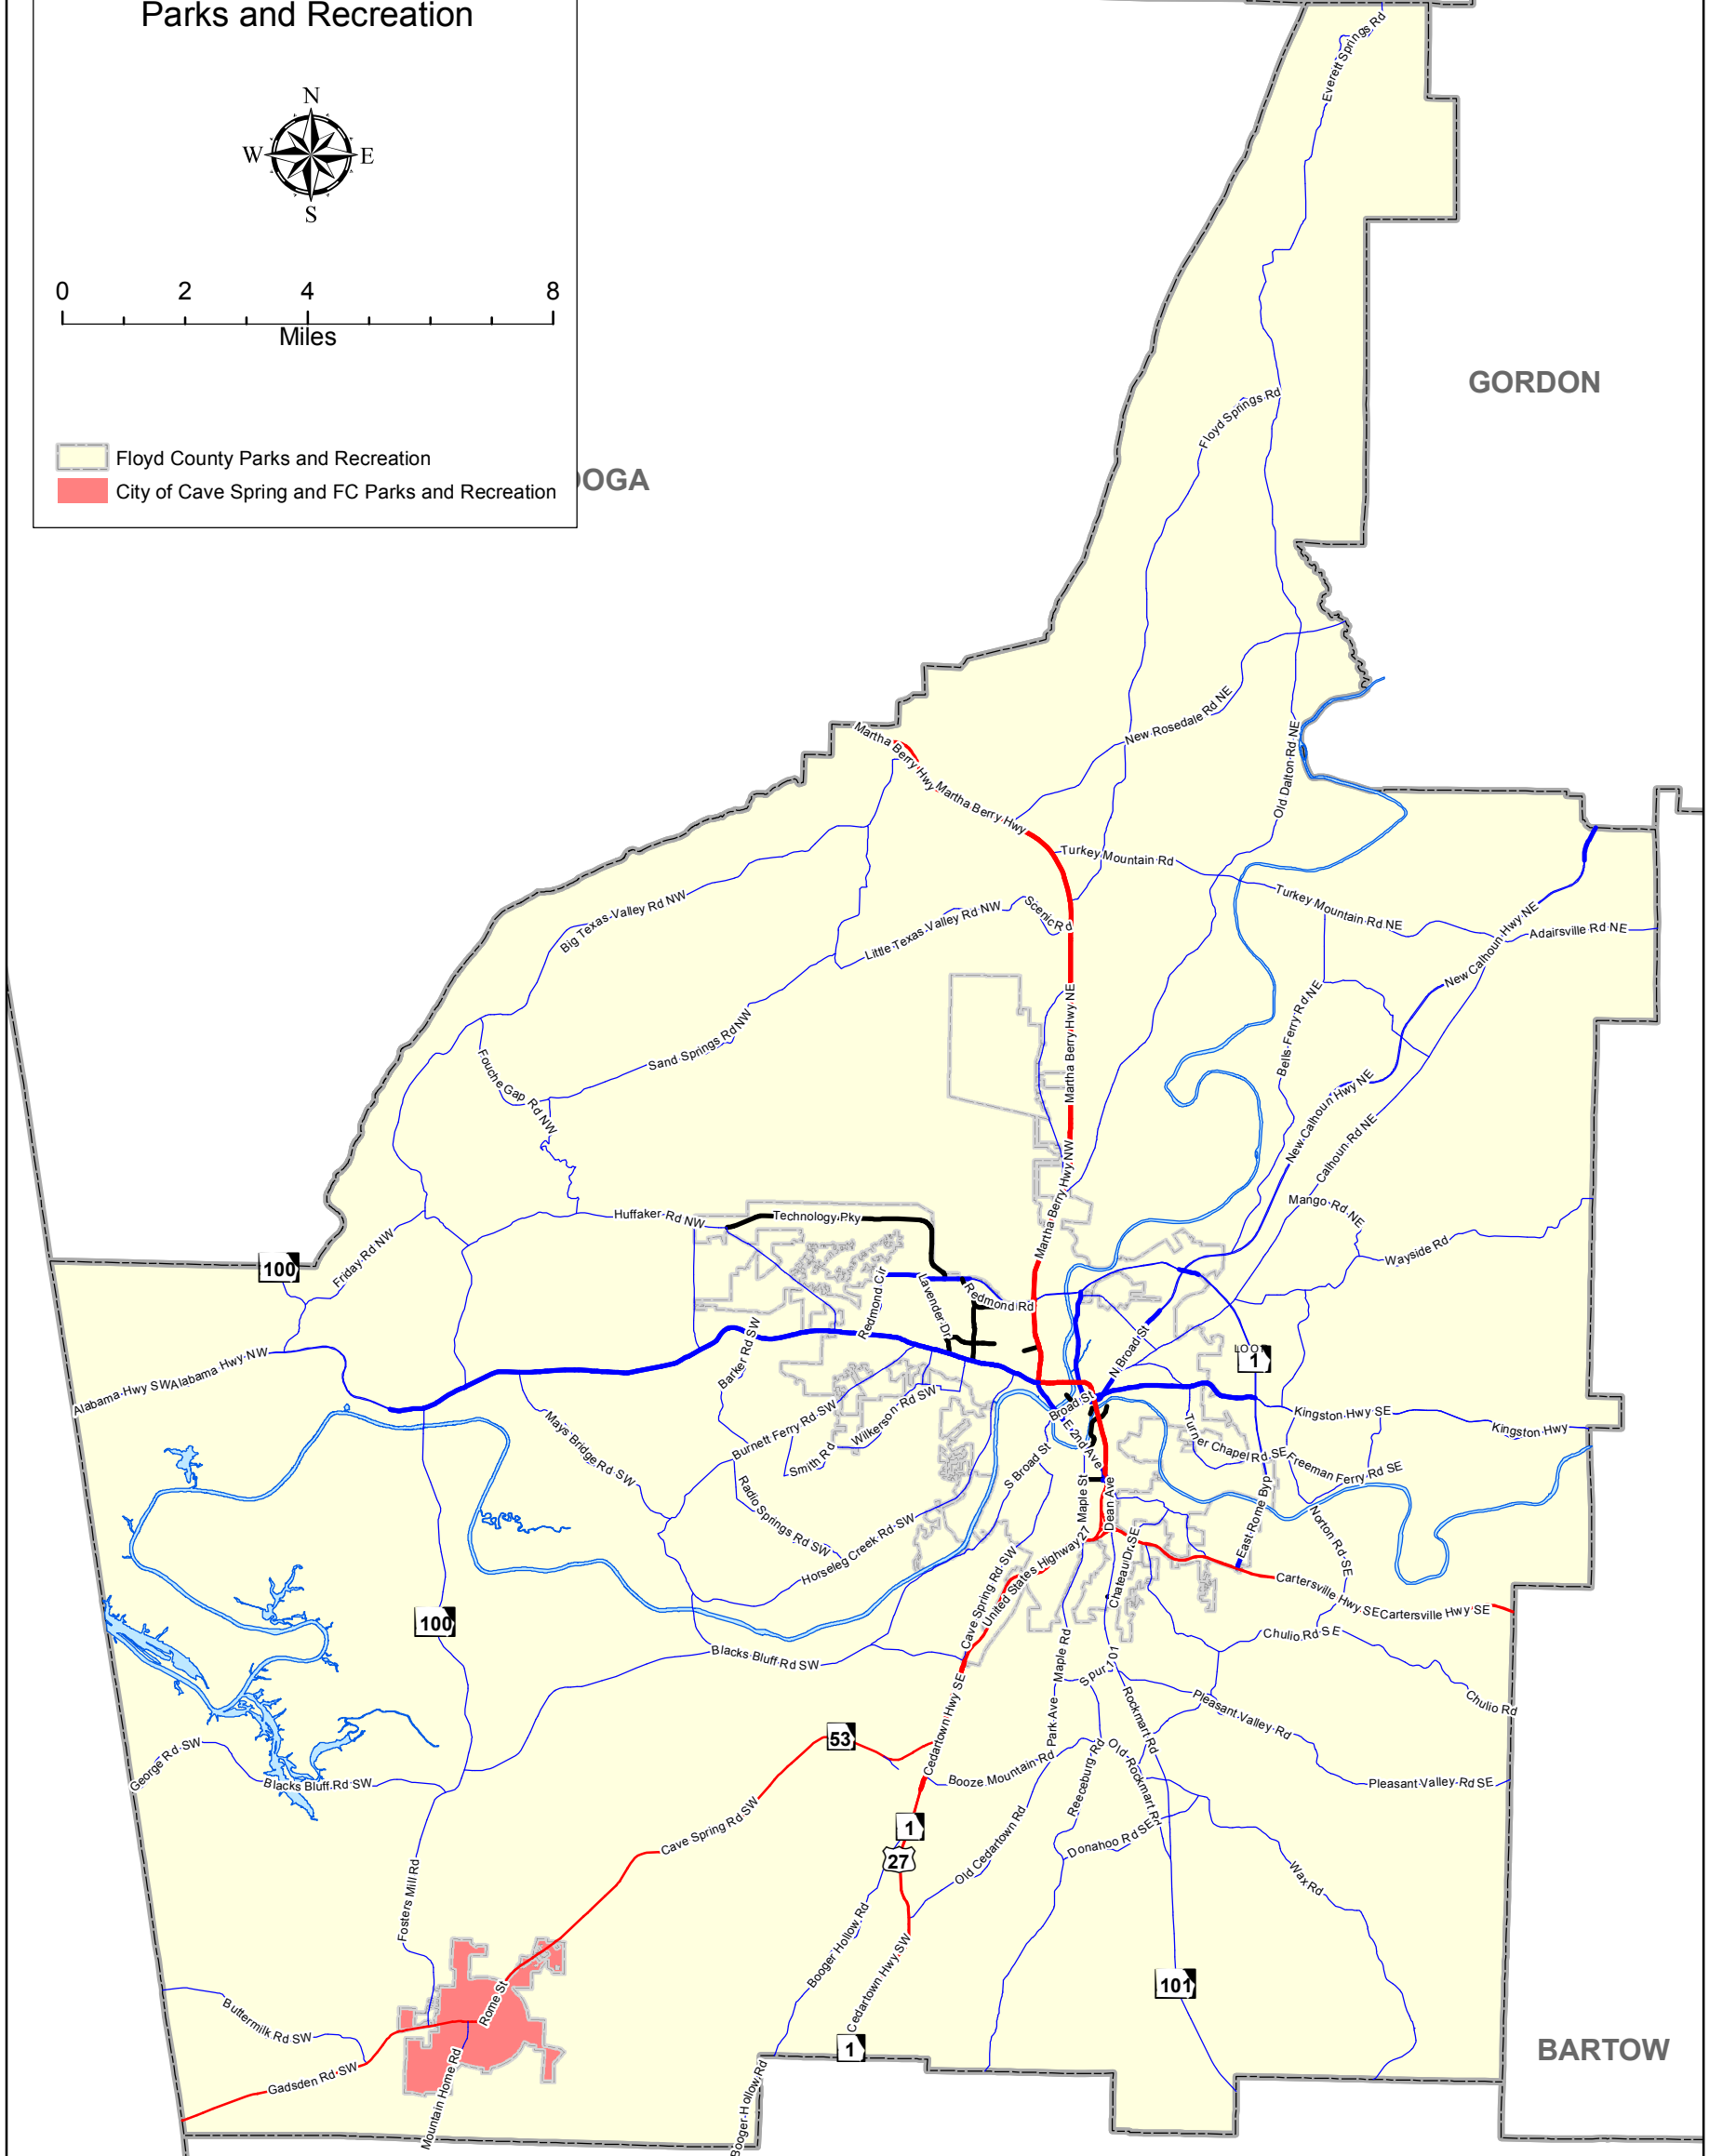 Parks and Recreation
N
W
E
S
0
2
4
8
Miles
Floyd County Parks and Recreation
City of Cave Spring and FC Parks and Recreation
OOGA
GORDON
BARTOW
Everett Springs Rd
Floyd Springs Rd
New Rosedale Rd NE
Old Dalton Rd NE
Martha Berry Hwy
Martha Berry Hwy
Turkey Mountain Rd
Turkey Mountain Rd NE
Adairsville Rd NE
New Calhoun Hwy NE
Big Texas Valley Rd NW
Little Texas Valley Rd NW
Scenic Rd
Martha Berry Hwy NE
Bells Ferry Rd NE
Sand Springs Rd NW
Fouche Gap Rd NW
New Calhoun Hwy NE
Calhoun Rd NE
Martha Berry Hwy NW
Mango Rd NE
Wayside Rd
Huffaker Rd NW
Technology Pky
Friday Rd NW
100
Redmond Cir
Lavender Dr
Redmond Rd
N Broad St
LOOP
1
Alabama Hwy SW
Alabama Hwy NW
Barker Rd SW
Mays Bridge Rd SW
Burnett Ferry Rd SW
Wilkerson Rd SW
Smith Rd
Radio Springs Rd SW
Horseleg Creek Rd SW
Broad St
E 2nd Ave
S Broad St
Maple St
Dean Ave
Kingston Hwy SE
Kingston Hwy
Turner Chapel Rd SE
Freeman Ferry Rd SE
East Rome Byp
Norton Rd SE
United States Highway 27
Cave Spring Rd SW
Chateau Dr SE
Cartersville Hwy SE
Cartersville Hwy SE
100
Blacks Bluff Rd SW
Maple Rd
Spur 101
Chulio Rd SE
Chulio Rd
Park Ave
Rockmart Rd
Pleasant Valley Rd
Pleasant Valley Rd SE
George Rd SW
Blacks Bluff Rd SW
53
Cedartown Hwy SE
Booze Mountain Rd
Reeceburg Rd
Old Rockmart Rd
Donahoo Rd SE
Wax Rd
Cave Spring Rd SW
1
27
Old Cedartown Rd
Fosters Mill Rd
Booger Hollow Rd
Cedartown Hwy SW
101
Rome St
Buttermilk Rd SW
Gadsden Rd SW
Mountain Home Rd
1
Booger Hollow Rd